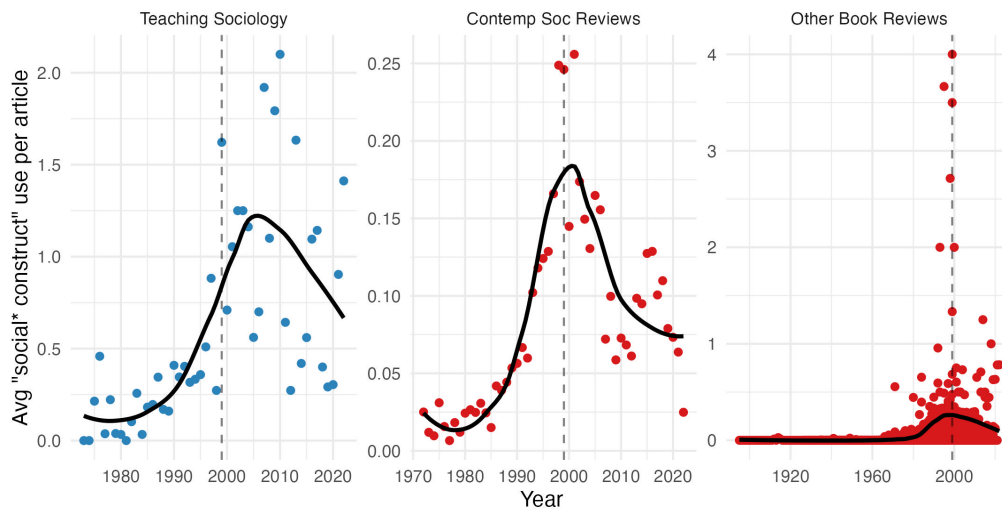 Teaching Sociology
Contemp Soc Reviews
Other Book Reviews
Avg "social* construct" use per article
2.0
1.5
1.0
0.5
0.0
0.25
0.20
0.15
0.10
0.05
0.00
4
3
2
1
0
1980 1990 2000 2010 2020
1970 1980 1990 2000 2010 2020
1920 1960 2000
Year